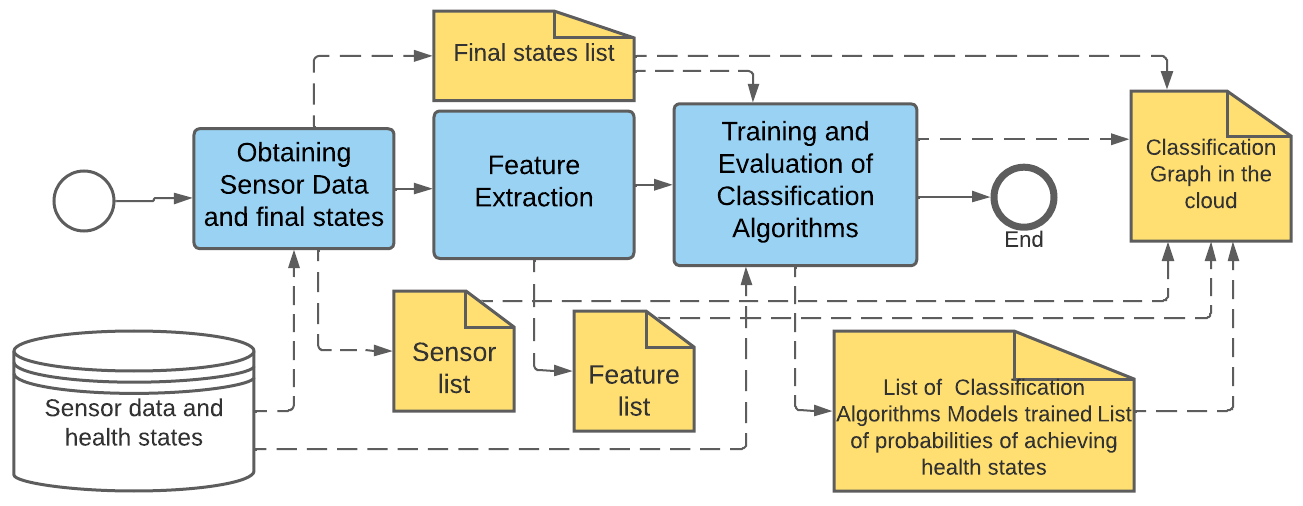 Final states list
Obtaining
Sensor Data
and final states
Feature
Extraction
Training and
Evaluation of
Classification
Algorithms
End
Classification
Graph in the
cloud
Sensor data and
health states
Sensor
list
Feature
list
List of  Classification
Algorithms Models trained List
of probabilities of achieving
health states